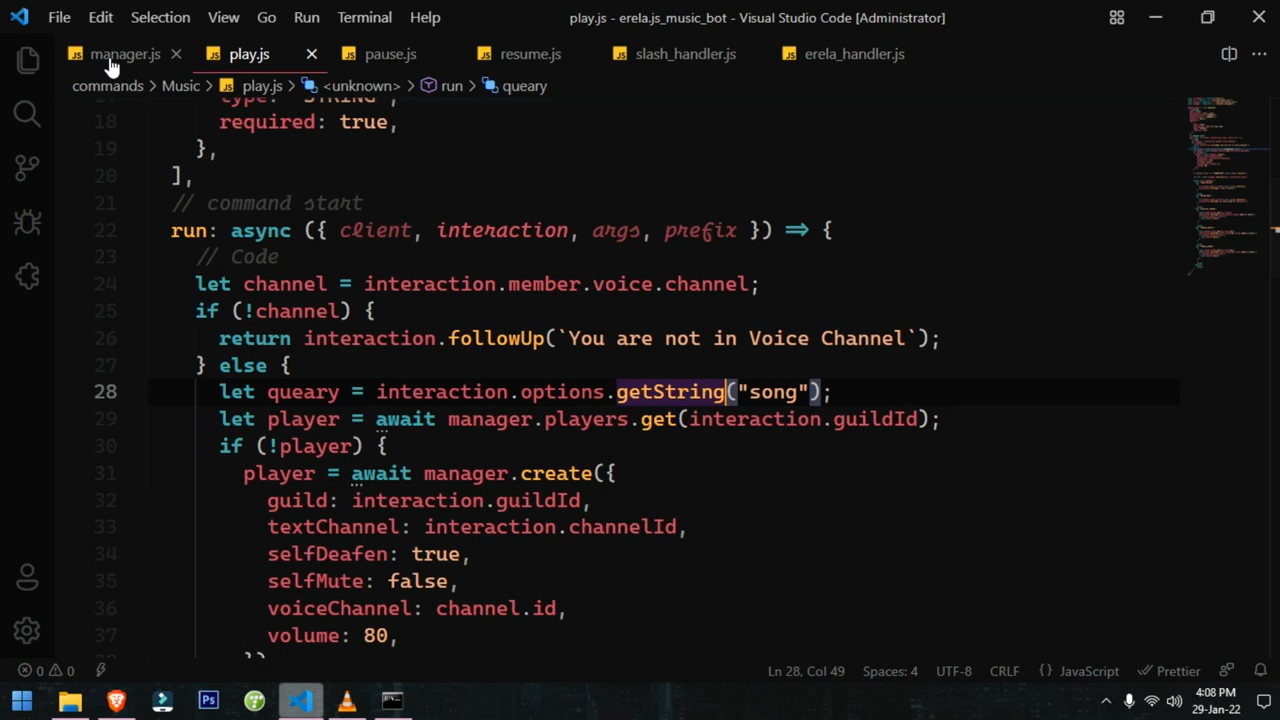 File Edit Selection View Go Run Terminal Help play.js - erela.js_music_bot - Visual Studio Code [Administrator]
JS manager.js JS play.js JS pause.js JS resume.js JS slash_handler.js JS erela_handler.js
commands > Music > JS play.js > <unknown> > run > queary
17 type: "STRING",
18 required: true,
19 },
20 ],
21 // command start
22 run: async ({ client, interaction, args, prefix }) => {
23 // Code
24 let channel = interaction.member.voice.channel;
25 if (!channel) {
26 return interaction.followUp(`You are not in Voice Channel`);
27 } else {
28 let queary = interaction.options.getString("song");
29 let player = await manager.players.get(interaction.guildId);
30 if (!player) {
31 player = await manager.create({
32 guild: interaction.guildId,
33 textChannel: interaction.channelId,
34 selfDeafen: true,
35 selfMute: false,
36 voiceChannel: channel.id,
37 volume: 80,
})
0 0 Ln 28, Col 49 Spaces: 4 UTF-8 CRLF {} JavaScript Prettier
Ps 4:08 PM
29-Jan-22